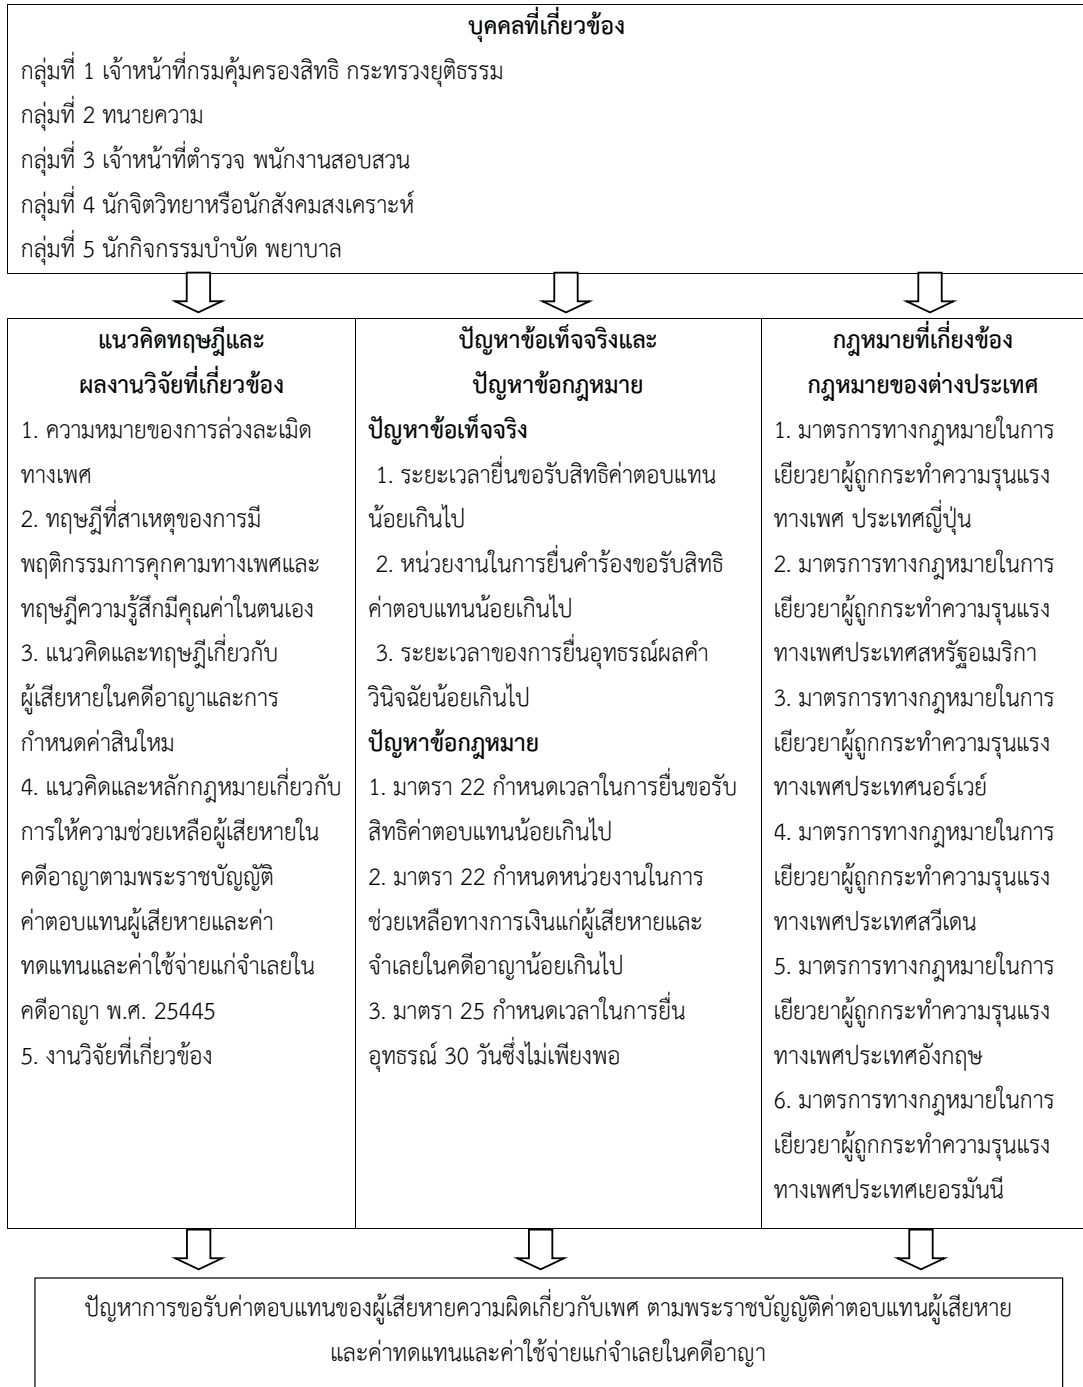 บุคคลที่เกี่ยวข้อง
กลุ่มที่ 1 เจ้าหน้าที่กรมคุ้มครองสิทธิ กระทรวงยุติธรรม
กลุ่มที่ 2 ทนายความ
กลุ่มที่ 3 เจ้าหน้าที่ตำรวจ พนักงานสอบสวน
กลุ่มที่ 4 นักจิตวิทยาหรือนักสังคมสงเคราะห์
กลุ่มที่ 5 นักกิจกรรมบำบัด พยาบาล
แนวคิดทฤษฎีและ
ผลงานวิจัยที่เกี่ยวข้อง
1. ความหมายของการล่วงละเมิด
ทางเพศ
2. ทฤษฎีที่สาเหตุของการมี
พฤติกรรมการคุกคามทางเพศและ
ทฤษฎีความรู้สึกมีคุณค่าในตนเอง
3. แนวคิดและทฤษฎีเกี่ยวกับ
ผู้เสียหายในคดีอาญาและการ
กำหนดค่าสินใหม
4. แนวคิดและหลักกฎหมายเกี่ยวกับ
การให้ความช่วยเหลือผู้เสียหายใน
คดีอาญาตามพระราชบัญญัติ
ค่าตอบแทนผู้เสียหายและค่า
ทดแทนและค่าใช้จ่ายแก่จำเลยใน
คดีอาญา พ.ศ. 25445
5. งานวิจัยที่เกี่ยวข้อง
ปัญหาข้อเท็จจริงและ
ปัญหาข้อกฎหมาย
ปัญหาข้อเท็จจริง
1. ระยะเวลายื่นขอรับสิทธิค่าตอบแทน
น้อยเกินไป
2. หน่วยงานในการยื่นคำร้องขอรับสิทธิ
ค่าตอบแทนน้อยเกินไป
3. ระยะเวลาของการยื่นอุทธรณ์ผลคำ
วินิจฉัยน้อยเกินไป
ปัญหาข้อกฎหมาย
1. มาตรา 22 กำหนดเวลาในการยื่นขอรับ
สิทธิค่าตอบแทนน้อยเกินไป
2. มาตรา 22 กำหนดหน่วยงานในการ
ช่วยเหลือทางการเงินแก่ผู้เสียหายและ
จำเลยในคดีอาญาน้อยเกินไป
3. มาตรา 25 กำหนดเวลาในการยื่น
อุทธรณ์ 30 วันซึ่งไม่เพียงพอ
กฎหมายที่เกี่ยงข้อง
กฎหมายของต่างประเทศ
1. มาตรการทางกฎหมายในการ
เยียวยาผู้ถูกกระทำความรุนแรง
ทางเพศ ประเทศญี่ปุ่น
2. มาตรการทางกฎหมายในการ
เยียวยาผู้ถูกกระทำความรุนแรง
ทางเพศประเทศสหรัฐอเมริกา
3. มาตรการทางกฎหมายในการ
เยียวยาผู้ถูกกระทำความรุนแรง
ทางเพศประเทศนอร์เวย์
4. มาตรการทางกฎหมายในการ
เยียวยาผู้ถูกกระทำความรุนแรง
ทางเพศประเทศสวีเดน
5. มาตรการทางกฎหมายในการ
เยียวยาผู้ถูกกระทำความรุนแรง
ทางเพศประเทศอังกฤษ
6. มาตรการทางกฎหมายในการ
เยียวยาผู้ถูกกระทำความรุนแรง
ทางเพศประเทศเยอรมันนี
ปัญหาการขอรับค่าตอบแทนของผู้เสียหายความผิดเกี่ยวกับเพศ ตามพระราชบัญญัติค่าตอบแทนผู้เสียหาย
และค่าทดแทนและค่าใช้จ่ายแก่จำเลยในคดีอาญา